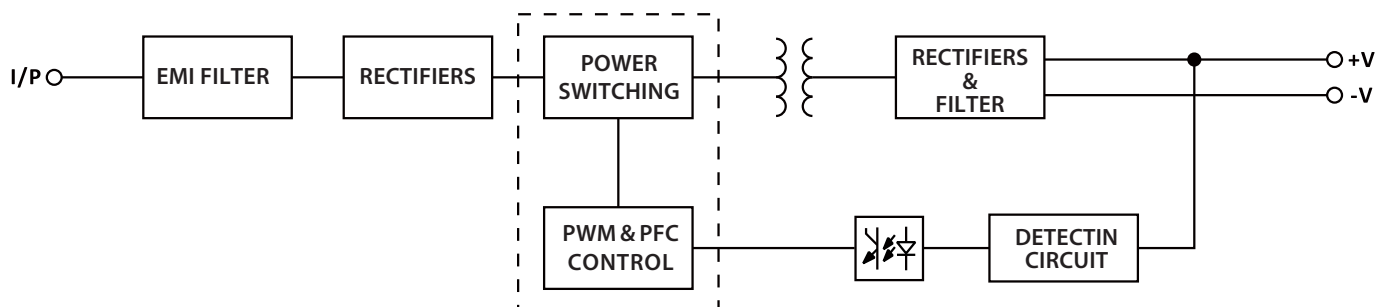 I/P
EMI FILTER
RECTIFIERS
POWER
SWITCHING
RECTIFIERS
&
FILTER
+V
-V
PWM & PFC
CONTROL
DETECTIN
CIRCUIT